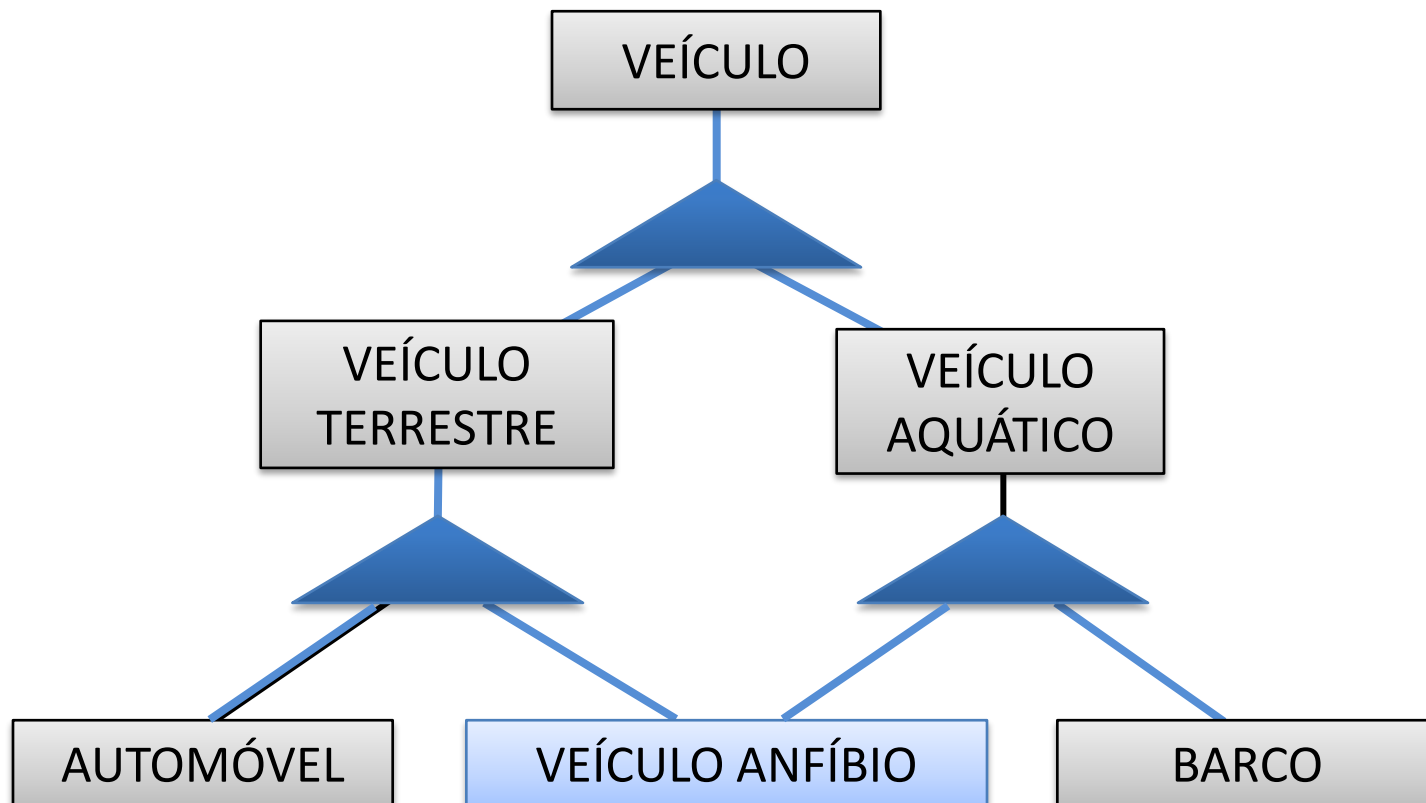 VEÍCULO
VEÍCULO
TERRESTRE
VEÍCULO
AQUÁTICO
AUTOMÓVEL
VEÍCULO ANFÍBIO
BARCO